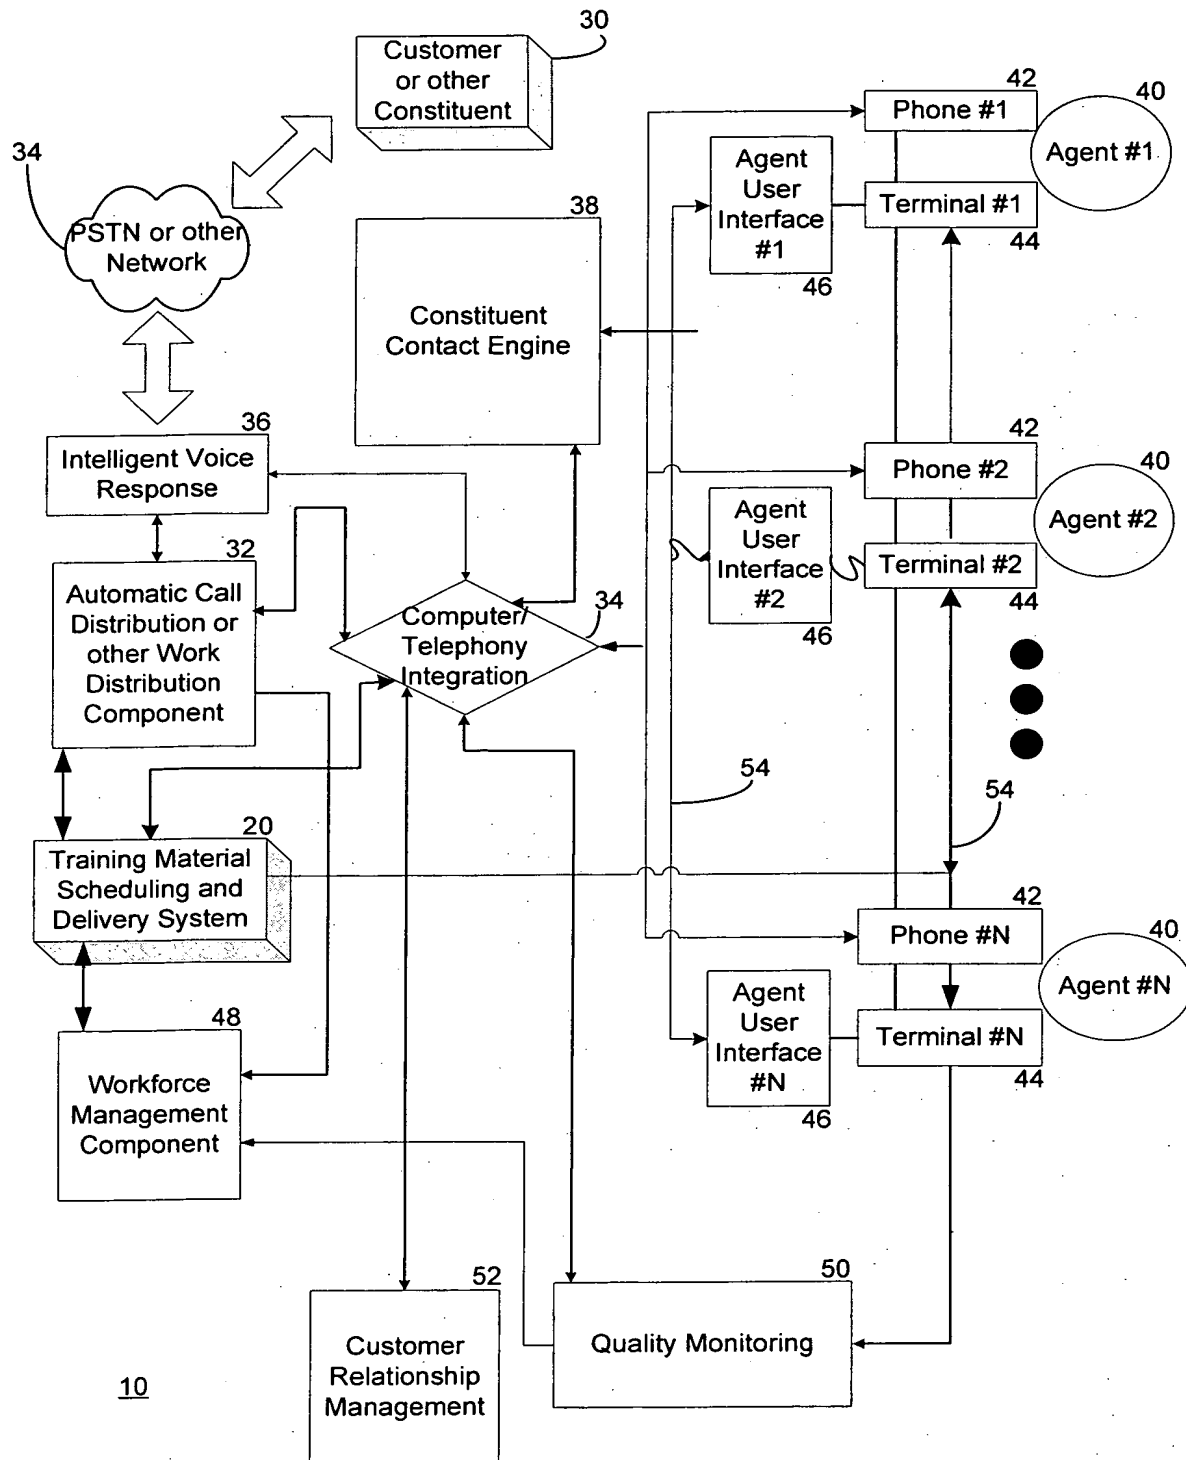 30
Customer
or other
Constituent
34
PSTN or other
Network
38
Constituent
Contact Engine
42
Phone #1
40
Agent #1
Agent
User
Interface
#1
46
Terminal #1
44
36
Intelligent Voice
Response
32
Automatic Call
Distribution or
other Work
Distribution
Component
Computer/
Telephony
Integration
34
42
Phone #2
40
Agent #2
Agent
User
Interface
#2
46
Terminal #2
44
54
54
20
Training Material
Scheduling and
Delivery System
42
Phone #N
40
Agent #N
Agent
User
Interface
#N
46
Terminal #N
44
48
Workforce
Management
Component
52
Customer
Relationship
Management
50
Quality Monitoring
10